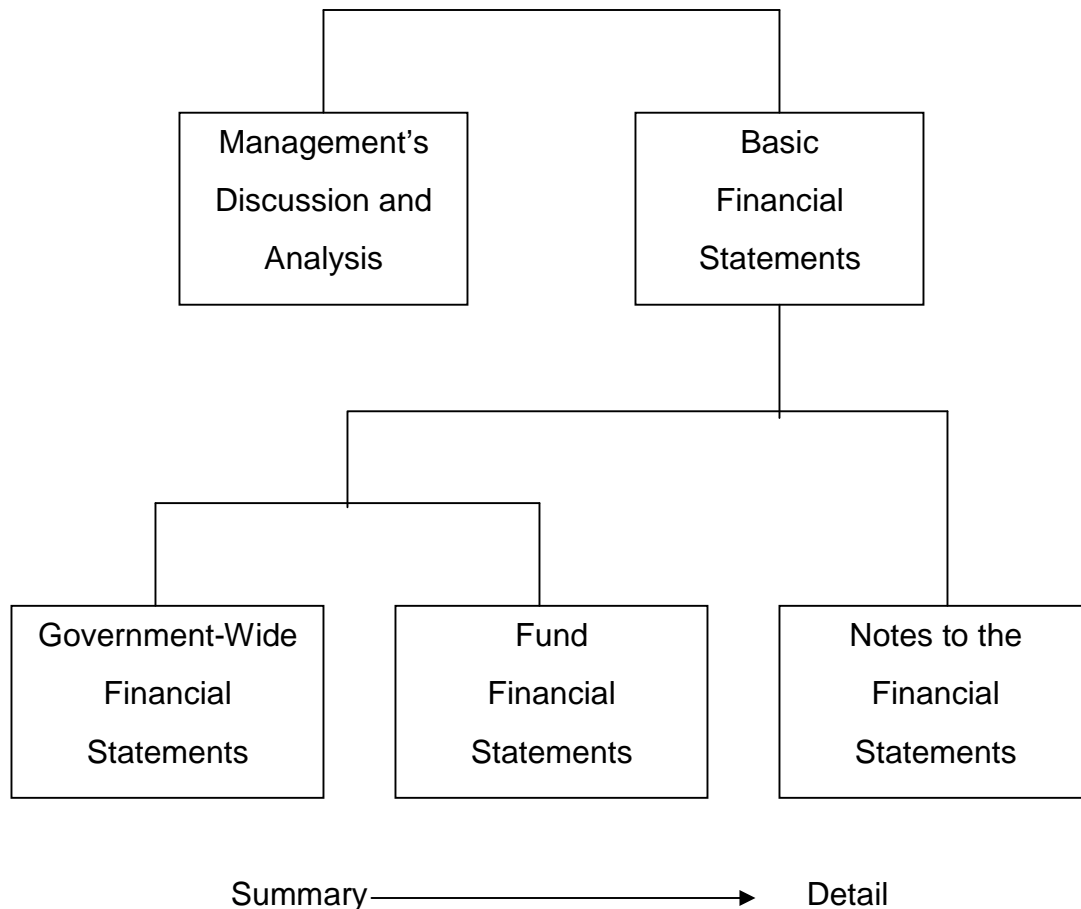 Management’s
Discussion and
Analysis
Basic
Financial
Statements
Government-Wide
Financial
Statements
Fund
Financial
Statements
Notes to the
Financial
Statements
Summary Detail